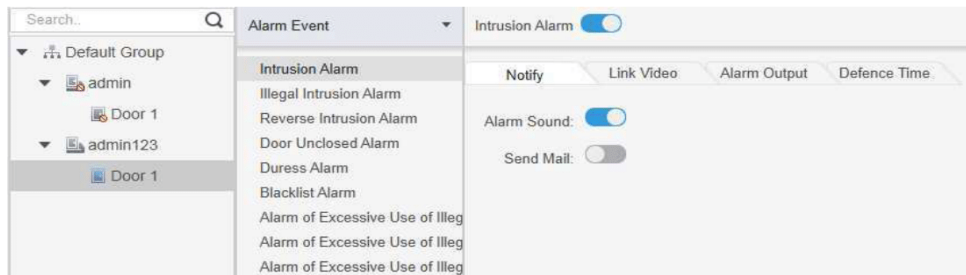 Search..
Default Group
admin
Door 1
admin123
Door 1
Alarm Event
Intrusion Alarm
Illegal Intrusion Alarm
Reverse Intrusion Alarm
Door Unclosed Alarm
Duress Alarm
Blacklist Alarm
Alarm of Excessive Use of Illeg
Alarm of Excessive Use of Illeg
Alarm of Excessive Use of Illeg
Intrusion Alarm
Notify Link Video Alarm Output Defence Time
Alarm Sound:
Send Mail: